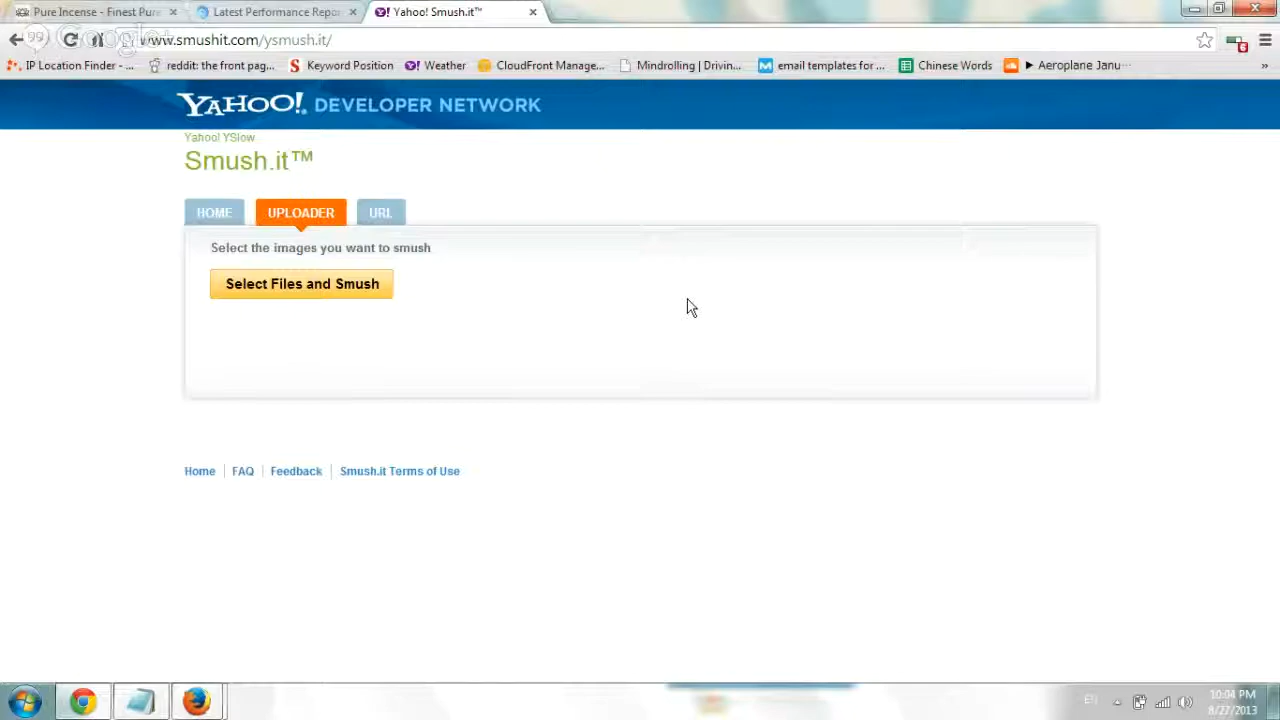 Pure Incense - Finest Pure
Latest Performance Repo
Yahoo! Smush.it™
www.smushit.com/ysmush.it/
IP Location Finder - ...
reddit: the front pag...
Keyword Position
Weather
CloudFront Manage...
Mindrolling | Drivin...
email templates for ...
Chinese Words
► Aeroplane Janu...
»
YAHOO! DEVELOPER NETWORK
Yahoo! YSlow
Smush.it™
HOME
UPLOADER
URL
Select the images you want to smush
Select Files and Smush
Home
FAQ
Feedback
Smush.it Terms of Use
EN
10:04 PM
8/27/2013